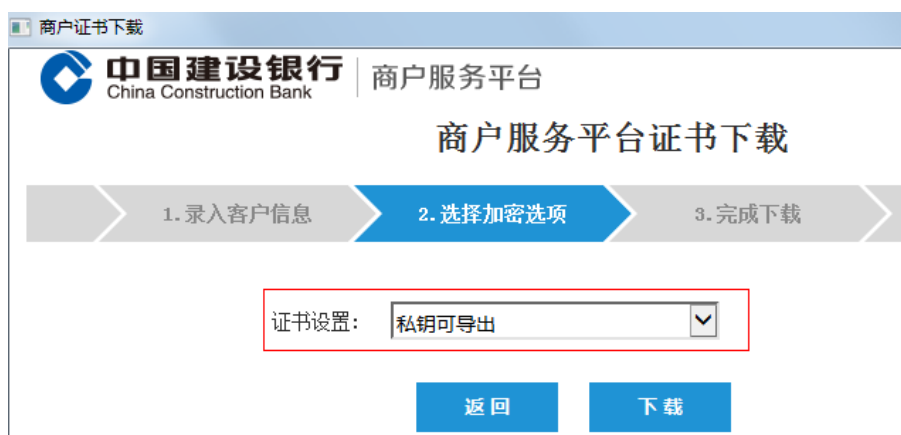 商户证书下载
中国建设银行 商户服务平台
China Construction Bank
商户服务平台证书下载
1.录入客户信息 2.选择加密选项 3.完成下载
证书设置: 私钥可导出
返回 下载